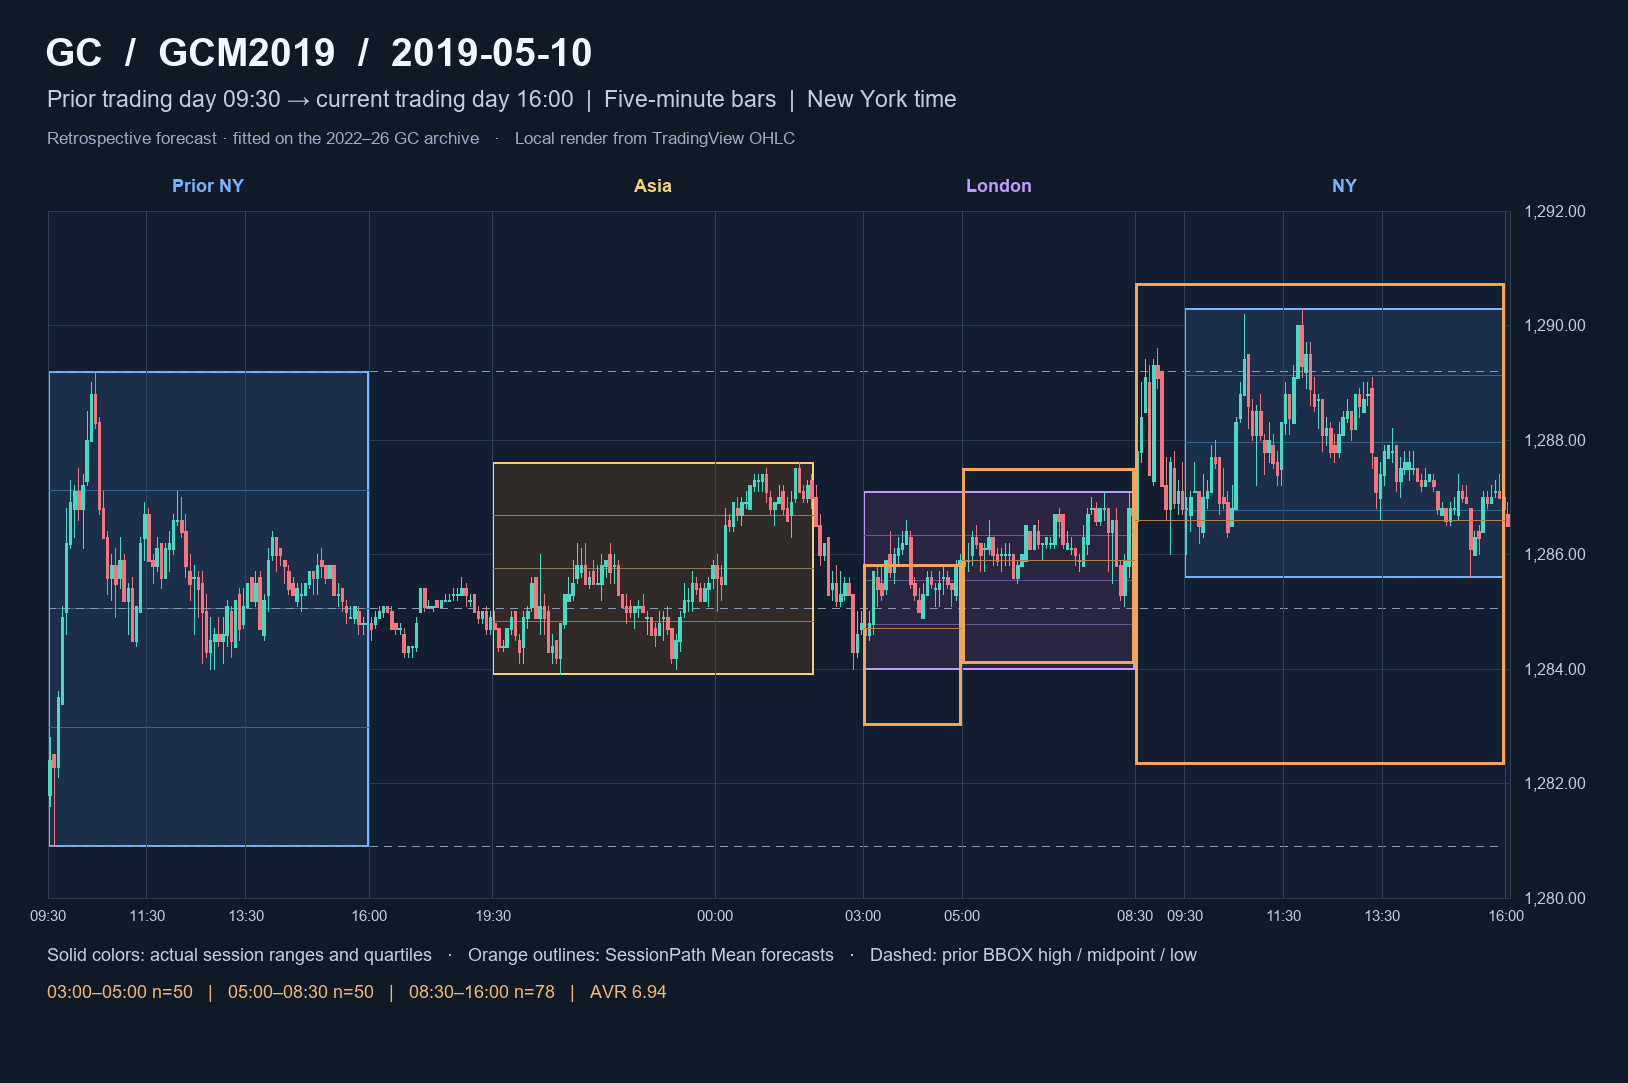 GC / GCM2019 / 2019-05-10
Prior trading day 09:30 → current trading day 16:00 | Five-minute bars | New York time
Retrospective forecast · fitted on the 2022–26 GC archive · Local render from TradingView OHLC
Prior NY Asia London NY
1,292.00
1,290.00
1,288.00
1,286.00
1,284.00
1,282.00
1,280.00
09:30 11:30 13:30 16:00 19:30 00:00 03:00 05:00 08:30 09:30 11:30 13:30 16:00
Solid colors: actual session ranges and quartiles · Orange outlines: SessionPath Mean forecasts · Dashed: prior BBOX high / midpoint / low
03:00–05:00 n=50 | 05:00–08:30 n=50 | 08:30–16:00 n=78 | AVR 6.94